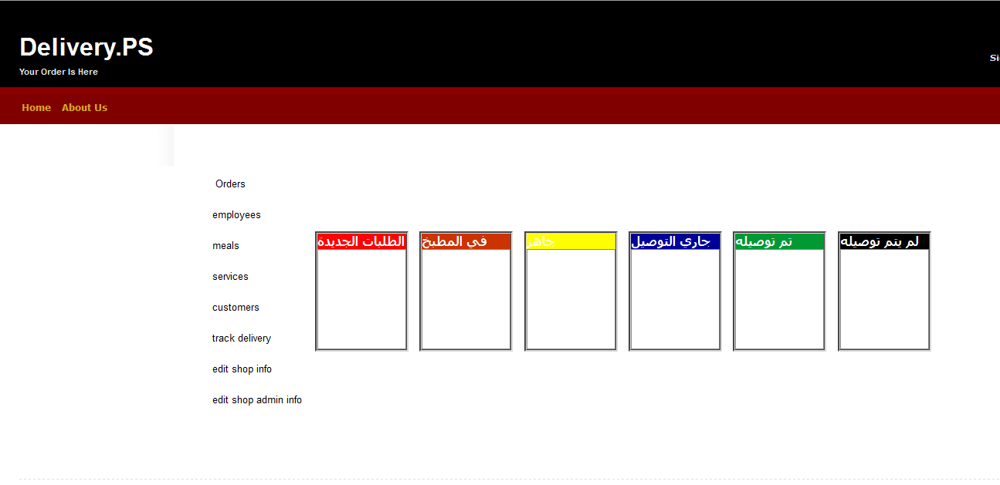 Delivery.PS
Your Order Is Here
Home
About Us
Orders
employees
meals
services
customers
track delivery
edit shop info
edit shop admin info
الطلبات الجديدة
في المطبخ
جاهز
جاري التوصيل
تم توصيله
لم يتم توصيله